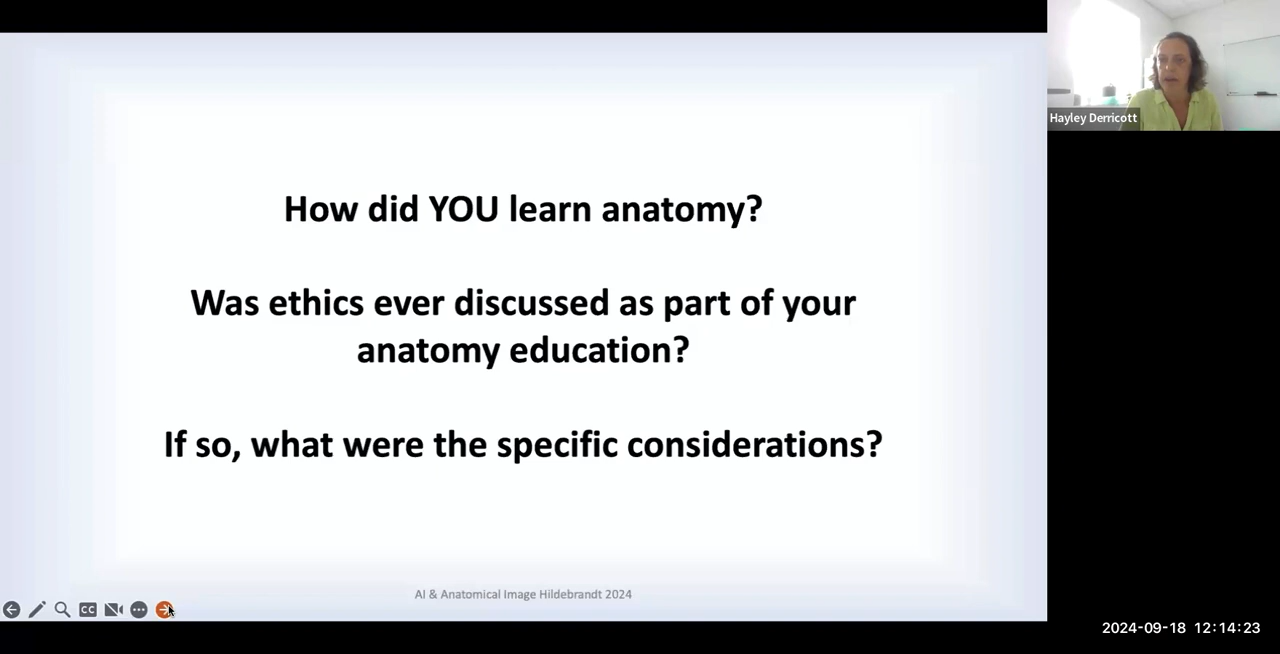 How did YOU learn anatomy?
Was ethics ever discussed as part of your
anatomy education?
If so, what were the specific considerations?
AI & Anatomical Image Hildebrandt 2024
CC
Hayley Derricott
2024-09-18 12:14:23